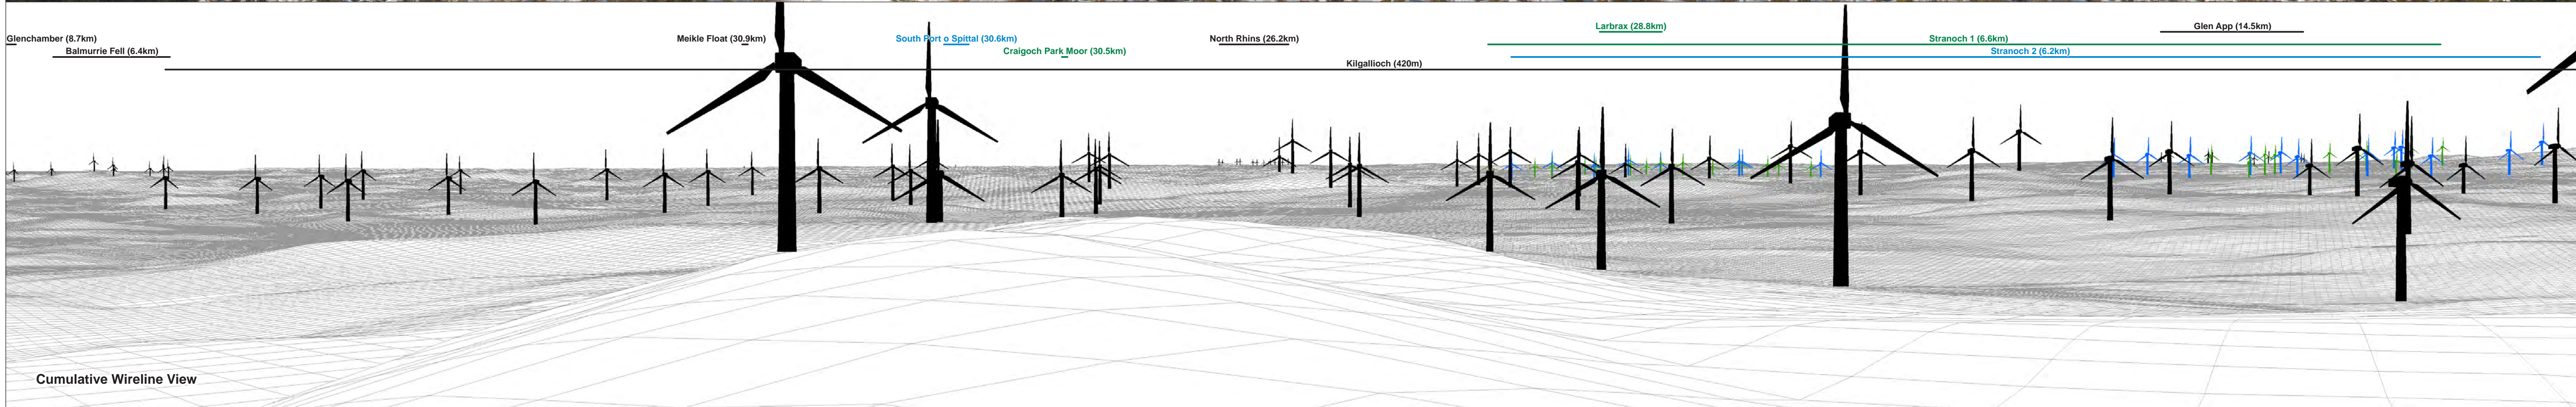 Larbrax (28.8km)
Glen App (14.5km)
Glenchamber (8.7km)
Meikle Float (30.9km)
South Port o Spittal (30.6km)
North Rhins (26.2km)
Stranoch 1 (6.6km)
Balmurrie Fell (6.4km)
Craigoch Park Moor (30.5km)
Stranoch 2 (6.2km)
Kilgallioch (420m)
Cumulative Wireline View